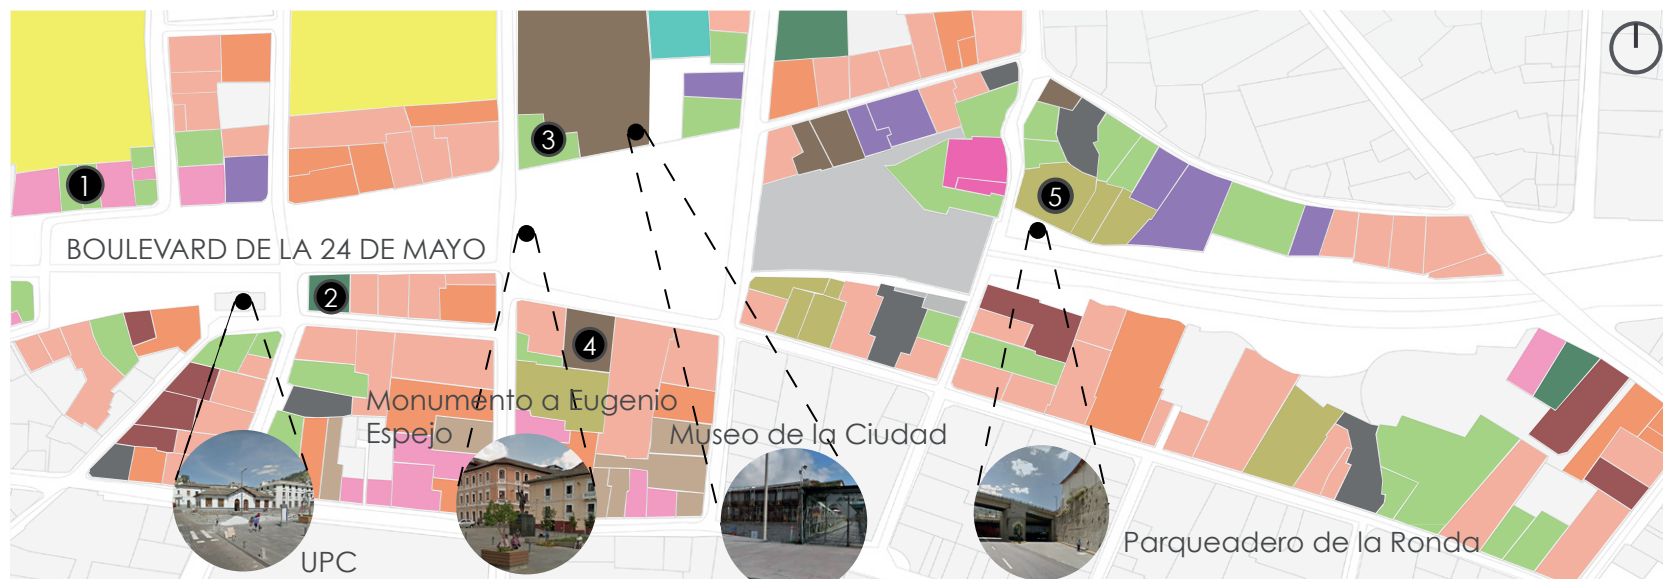 3
1
5
BOULEVARD DE LA 24 DE MAYO
2
4
Monumento a Eugenio
Espejo
Museo de la Ciudad
Parqueadero de la Ronda
UPC